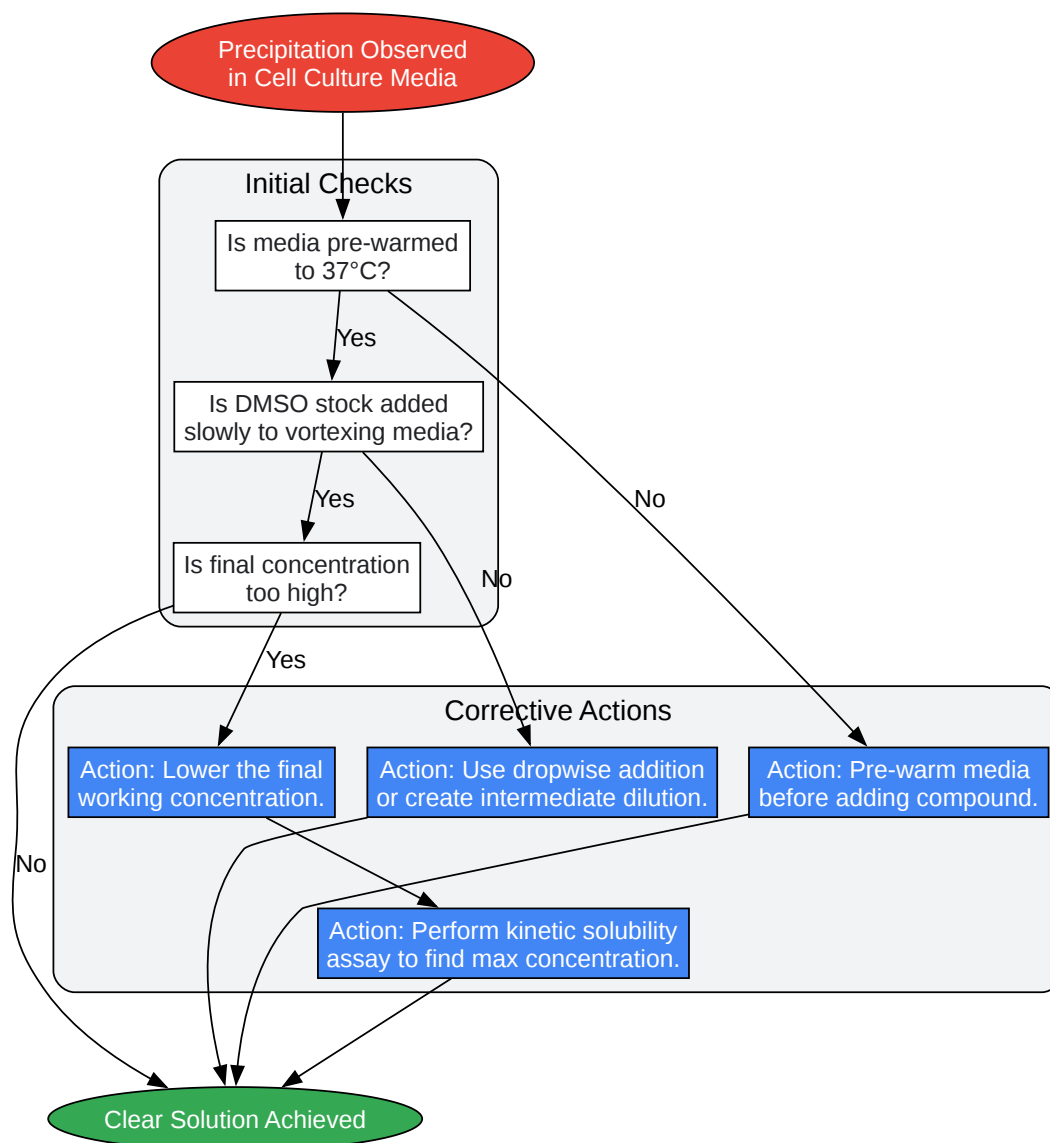 Precipitation Observed
in Cell Culture Media
Initial Checks
Is media pre-warmed
to 37°C?
Yes
Is DMSO stock added
slowly to vortexing media?
Yes
No
Is final concentration
too high?
No
Yes
Corrective Actions
Action: Lower the final
working concentration.
Action: Use dropwise addition
or create intermediate dilution.
Action: Pre-warm media
before adding compound.
No
Action: Perform kinetic solubility
assay to find max concentration.
Clear Solution Achieved